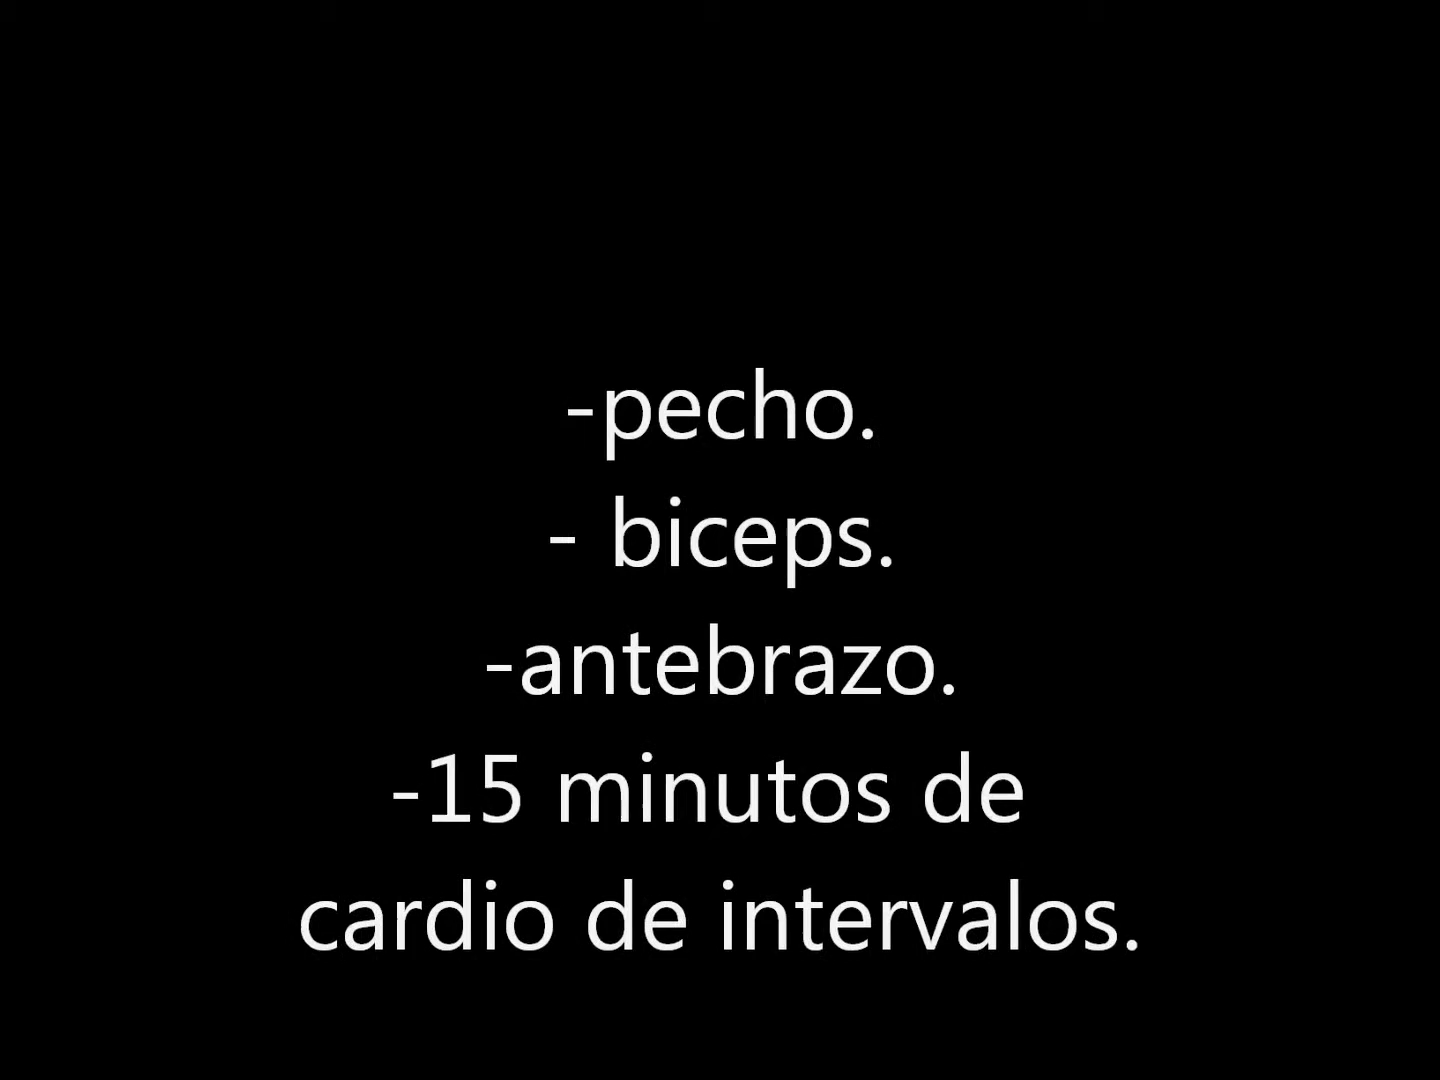 -pecho.
- biceps.
-antebrazo.
-15 minutos de
cardio de intervalos.